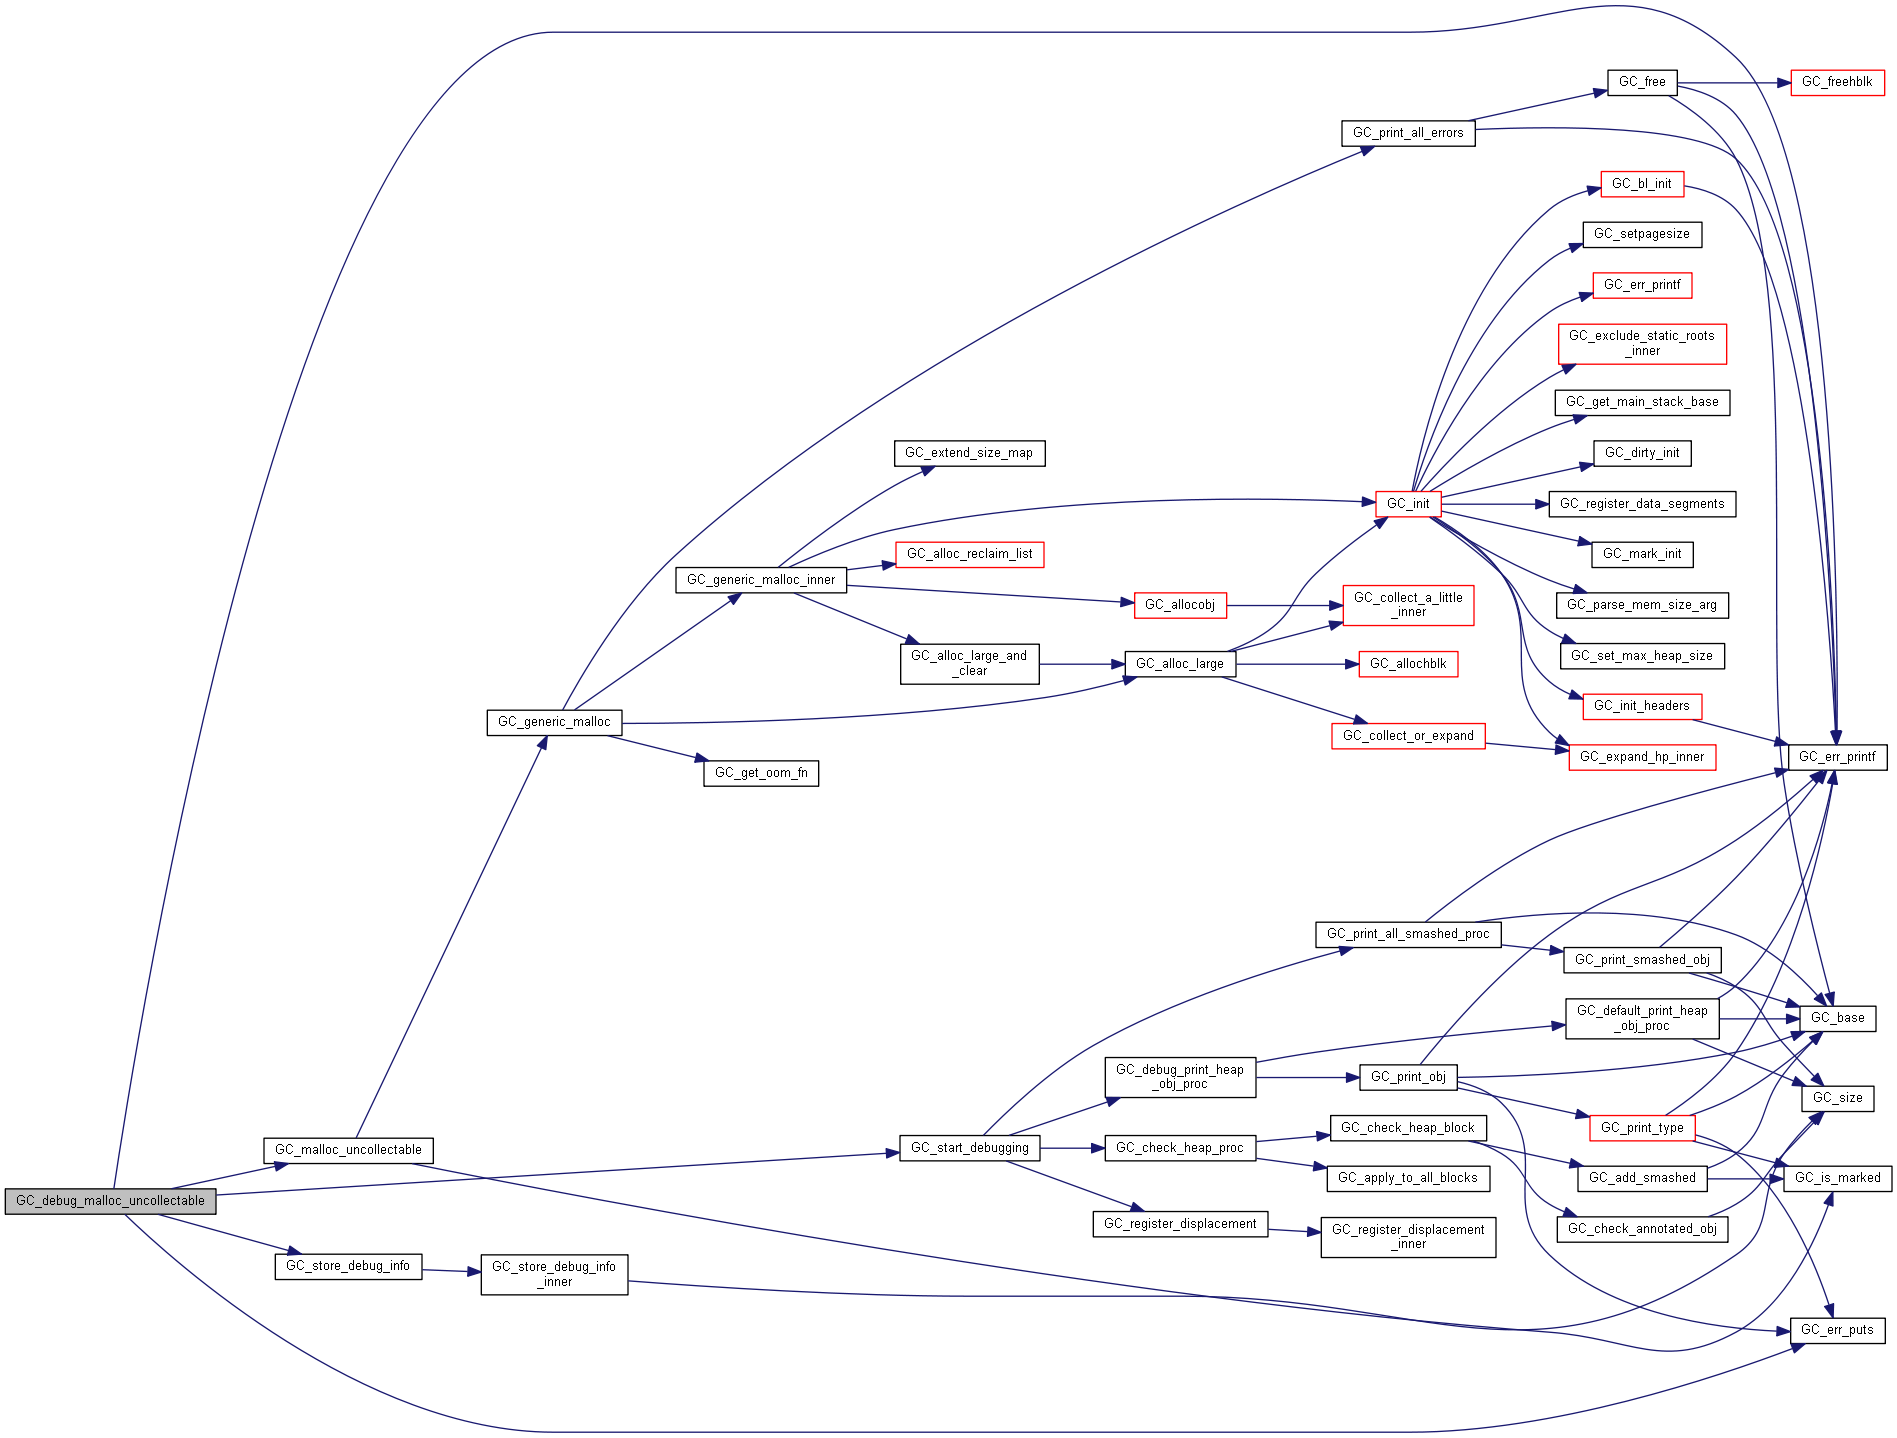 GC_free
GC_freehblk
GC_print_all_errors
GC_bl_init
GC_setpagesize
GC_err_printf
GC_exclude_static_roots
_inner
GC_get_main_stack_base
GC_extend_size_map
GC_dirty_init
GC_init
GC_register_data_segments
GC_alloc_reclaim_list
GC_mark_init
GC_generic_malloc_inner
GC_allocobj
GC_collect_a_little
_inner
GC_parse_mem_size_arg
GC_alloc_large_and
_clear
GC_alloc_large
GC_allochblk
GC_set_max_heap_size
GC_init_headers
GC_generic_malloc
GC_collect_or_expand
GC_get_oom_fn
GC_expand_hp_inner
GC_err_printf
GC_print_all_smashed_proc
GC_print_smashed_obj
GC_default_print_heap
_obj_proc
GC_base
GC_debug_print_heap
_obj_proc
GC_print_obj
GC_size
GC_print_type
GC_check_heap_block
GC_malloc_uncollectable
GC_start_debugging
GC_check_heap_proc
GC_apply_to_all_blocks
GC_add_smashed
GC_is_marked
GC_debug_malloc_uncollectable
GC_register_displacement
GC_register_displacement
_inner
GC_check_annotated_obj
GC_store_debug_info
GC_store_debug_info
_inner
GC_err_puts